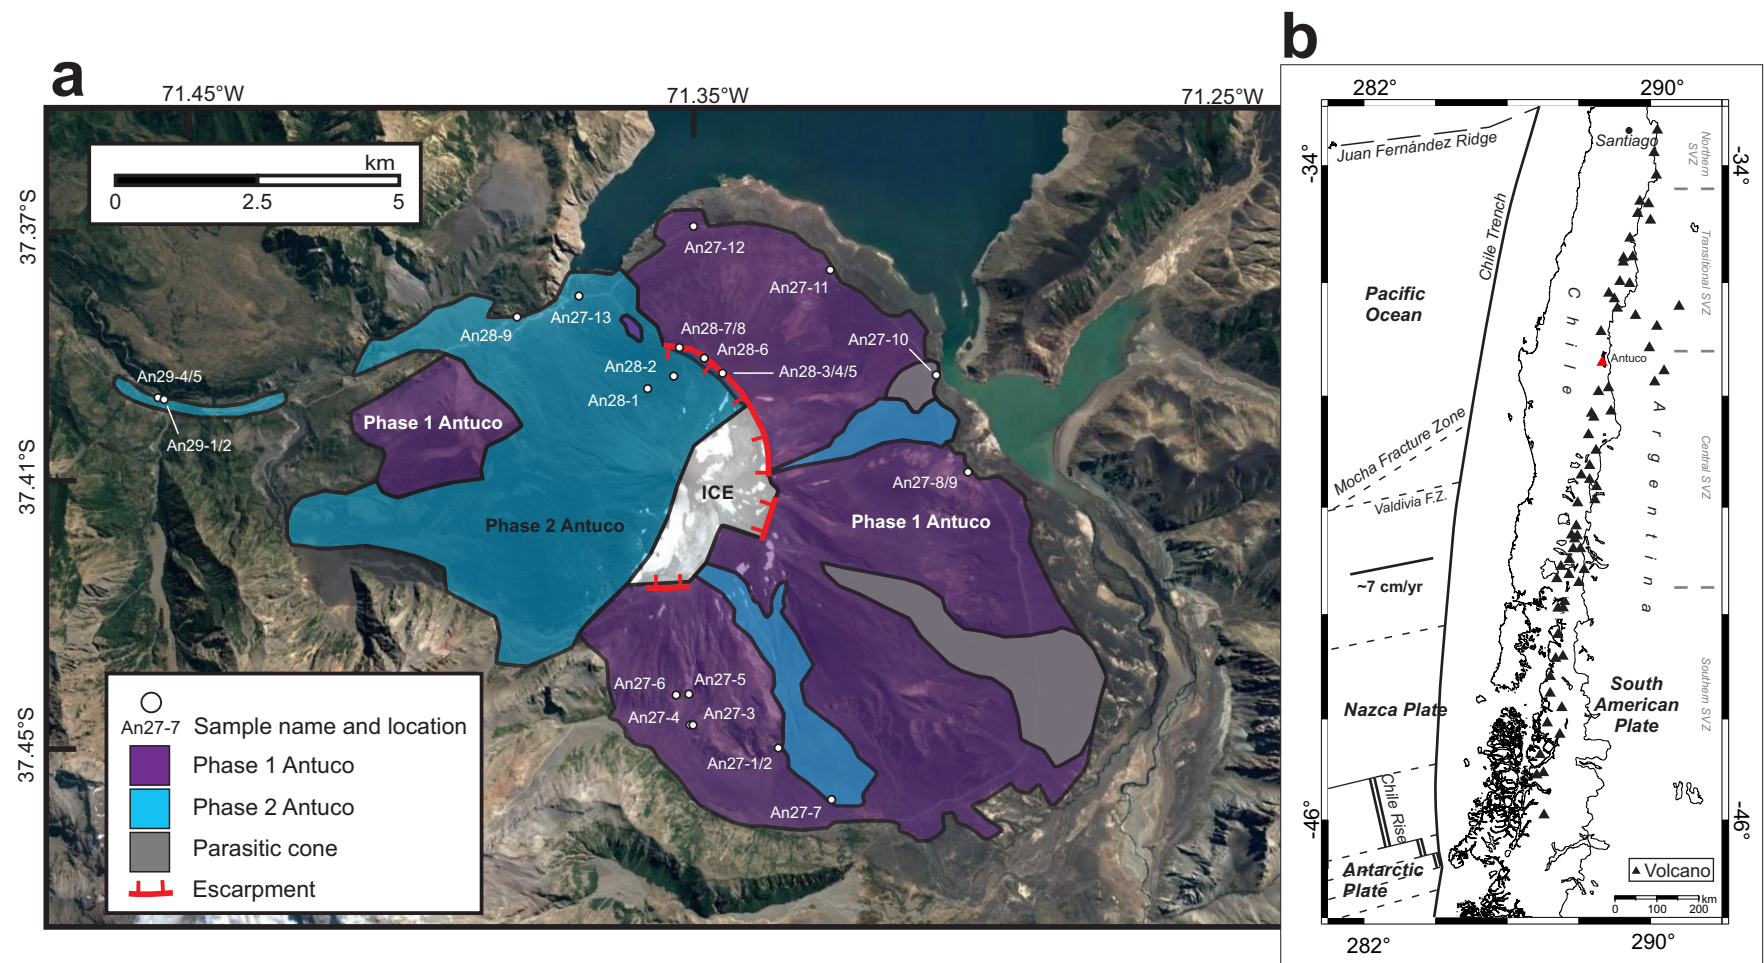 a
71.45°W
71.35°W
71.25°W
37.37°S
37.41°S
37.45°S
km
0
2.5
5
An27-12
An27-11
An27-13
An28-9
An28-7/8
An28-6
An27-10
An28-2
An28-3/4/5
An28-1
An29-4/5
An29-1/2
Phase 1 Antuco
ICE
An27-8/9
Phase 1 Antuco
Phase 2 Antuco
An27-6
An27-5
An27-4
An27-3
An27-1/2
An27-7
An27-7
Sample name and location
Phase 1 Antuco
Phase 2 Antuco
Parasitic cone
Escarpment
b
282°
290°
-34°
-34°
Juan Fernández Ridge
Santiago
Northern
SVZ
Chile Trench
Transitional SVZ
Pacific
Ocean
Chile
Antuco
Argentina
Mocha Fracture Zone
Valdivia F.Z.
Central SVZ
~7 cm/yr
Nazca Plate
South
American
Plate
Southern SVZ
Chile Rise
-46°
-46°
Antarctic
Plate
Volcano
0
100
200
km
282°
290°